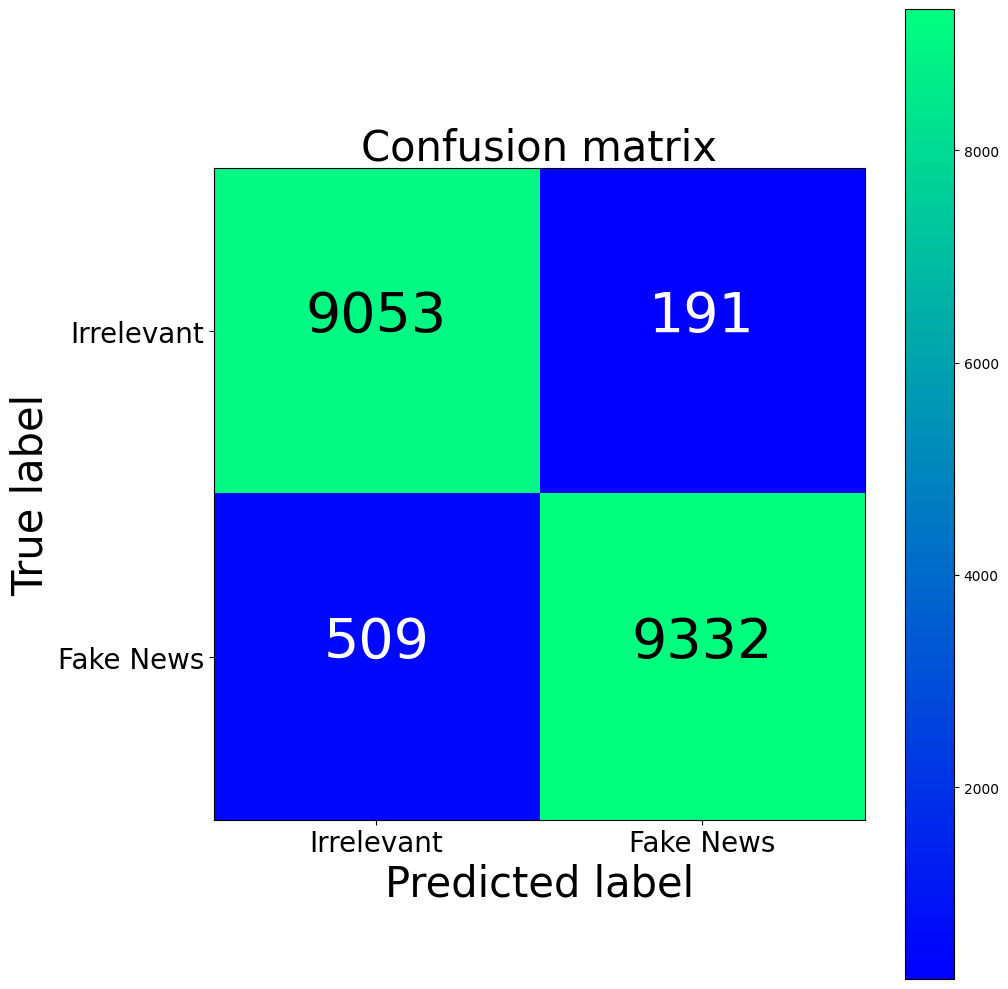 Confusion matrix
True label
Irrelevant
9053
191
Fake News
509
9332
Irrelevant
Fake News
Predicted label
8000
6000
4000
2000